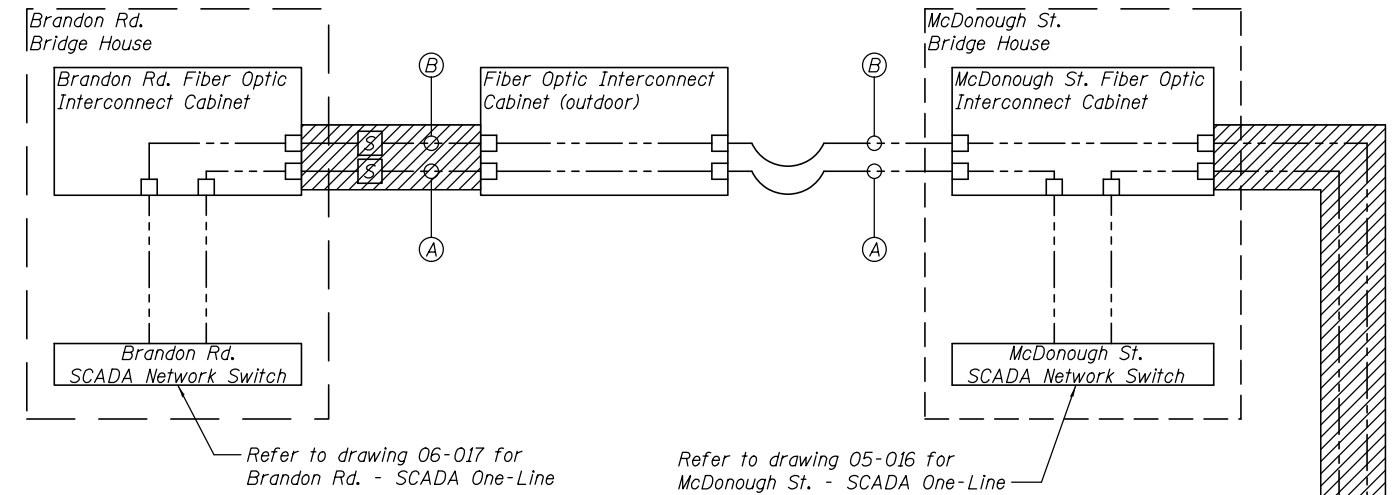 Brandon Rd.
Bridge House
Brandon Rd. Fiber Optic
Interconnect Cabinet
S
S
B
A
Fiber Optic Interconnect
Cabinet (outdoor)
B
A
McDonough St.
Bridge House
McDonough St. Fiber Optic
Interconnect Cabinet
Brandon Rd.
SCADA Network Switch
McDonough St.
SCADA Network Switch
Refer to drawing 06-017 for
Brandon Rd. - SCADA One-Line
Refer to drawing 05-016 for
McDonough St. - SCADA One-Line